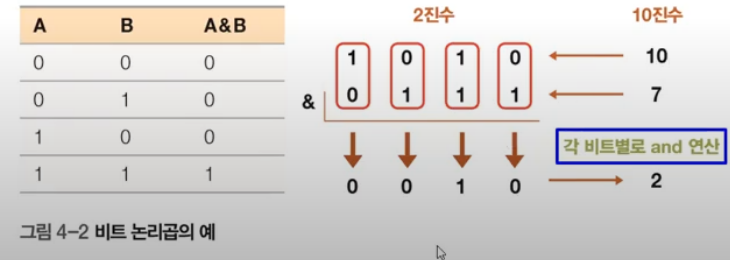 A B A&B
0 0 0
0 1 0
1 0 0
1 1 1
2진수 10진수
1 0 1 0 10
& 0 1 1 1 7
각 비트별로 and 연산
0 0 1 0 2
그림 4-2 비트 논리곱의 예